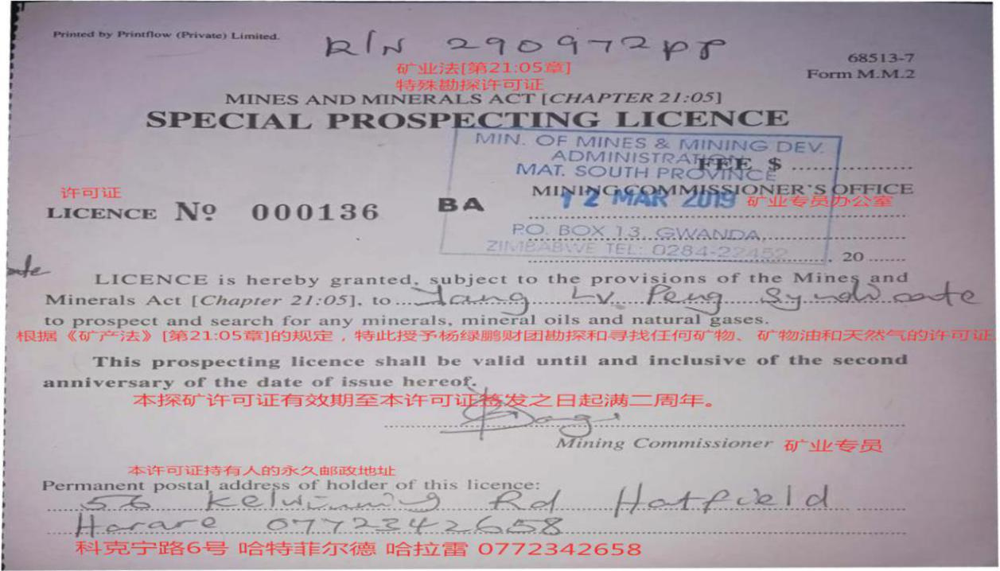 Printed by Printflow (Private) Limited.
R/N 290972pp
68513-7
Form M.M.2
矿业法[第21:05章]
特殊勘探许可证
MINES AND MINERALS ACT [CHAPTER 21:05]
SPECIAL PROSPECTING LICENCE
MIN. OF MINES & MINING DEV.
ADMINISTRATION
FEE $
MAT. SOUTH PROVINCE
许可证
MINING COMMISSIONER'S OFFICE
12 MAR 2019
矿业专员办公室
LICENCE Nº 000136 BA
P.O. BOX 13, GWANDA,
ZIMBABWE TEL: 0284-22452
20
LICENCE is hereby granted, subject to the provisions of the Mines and
Minerals Act [Chapter 21:05], to Yang Lv. Peng Syndicate
to prospect and search for any minerals, mineral oils and natural gases.
根据《矿产法》[第21:05章]的规定，特此授予杨绿鹏财团勘探和寻找任何矿物、矿物油和天然气的许可证
This prospecting licence shall be valid until and inclusive of the second
anniversary of the date of issue hereof.
本探矿许可证有效期至本许可证签发之日起满二周年。
Mining Commissioner 矿业专员
本许可证持有人的永久邮政地址
Permanent postal address of holder of this licence:
Rd Hatfield
Harare 0772342658
科克宁路6号 哈特菲尔德 哈拉雷 0772342658